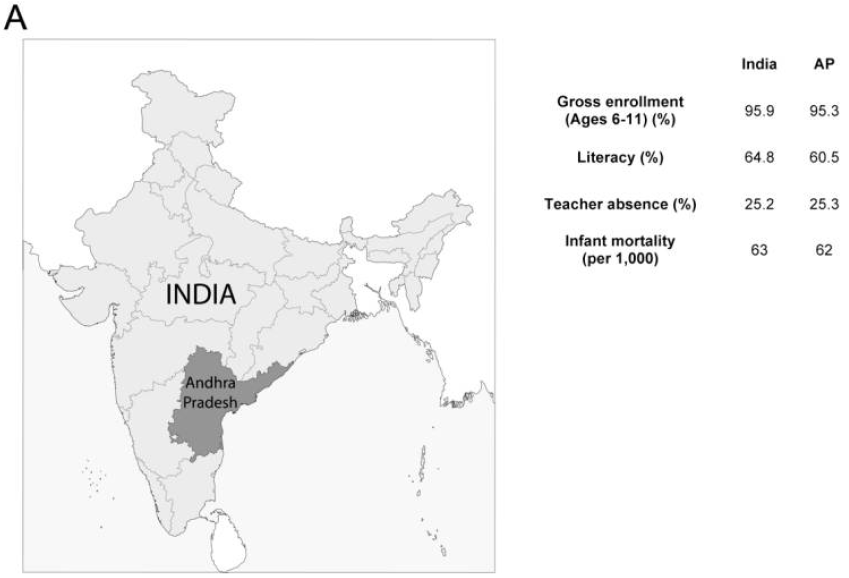 A
INDIA
Andhra
Pradesh
India AP
Gross enrollment
(Ages 6-11) (%) 95.9 95.3
Literacy (%) 64.8 60.5
Teacher absence (%) 25.2 25.3
Infant mortality
(per 1,000) 63 62